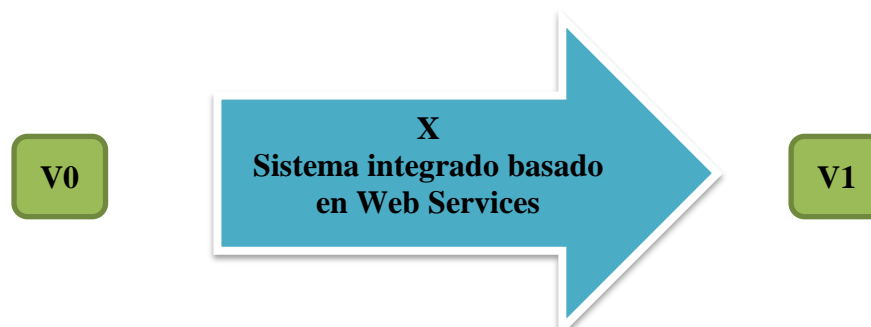 V0
X
Sistema integrado basado
en Web Services
V1